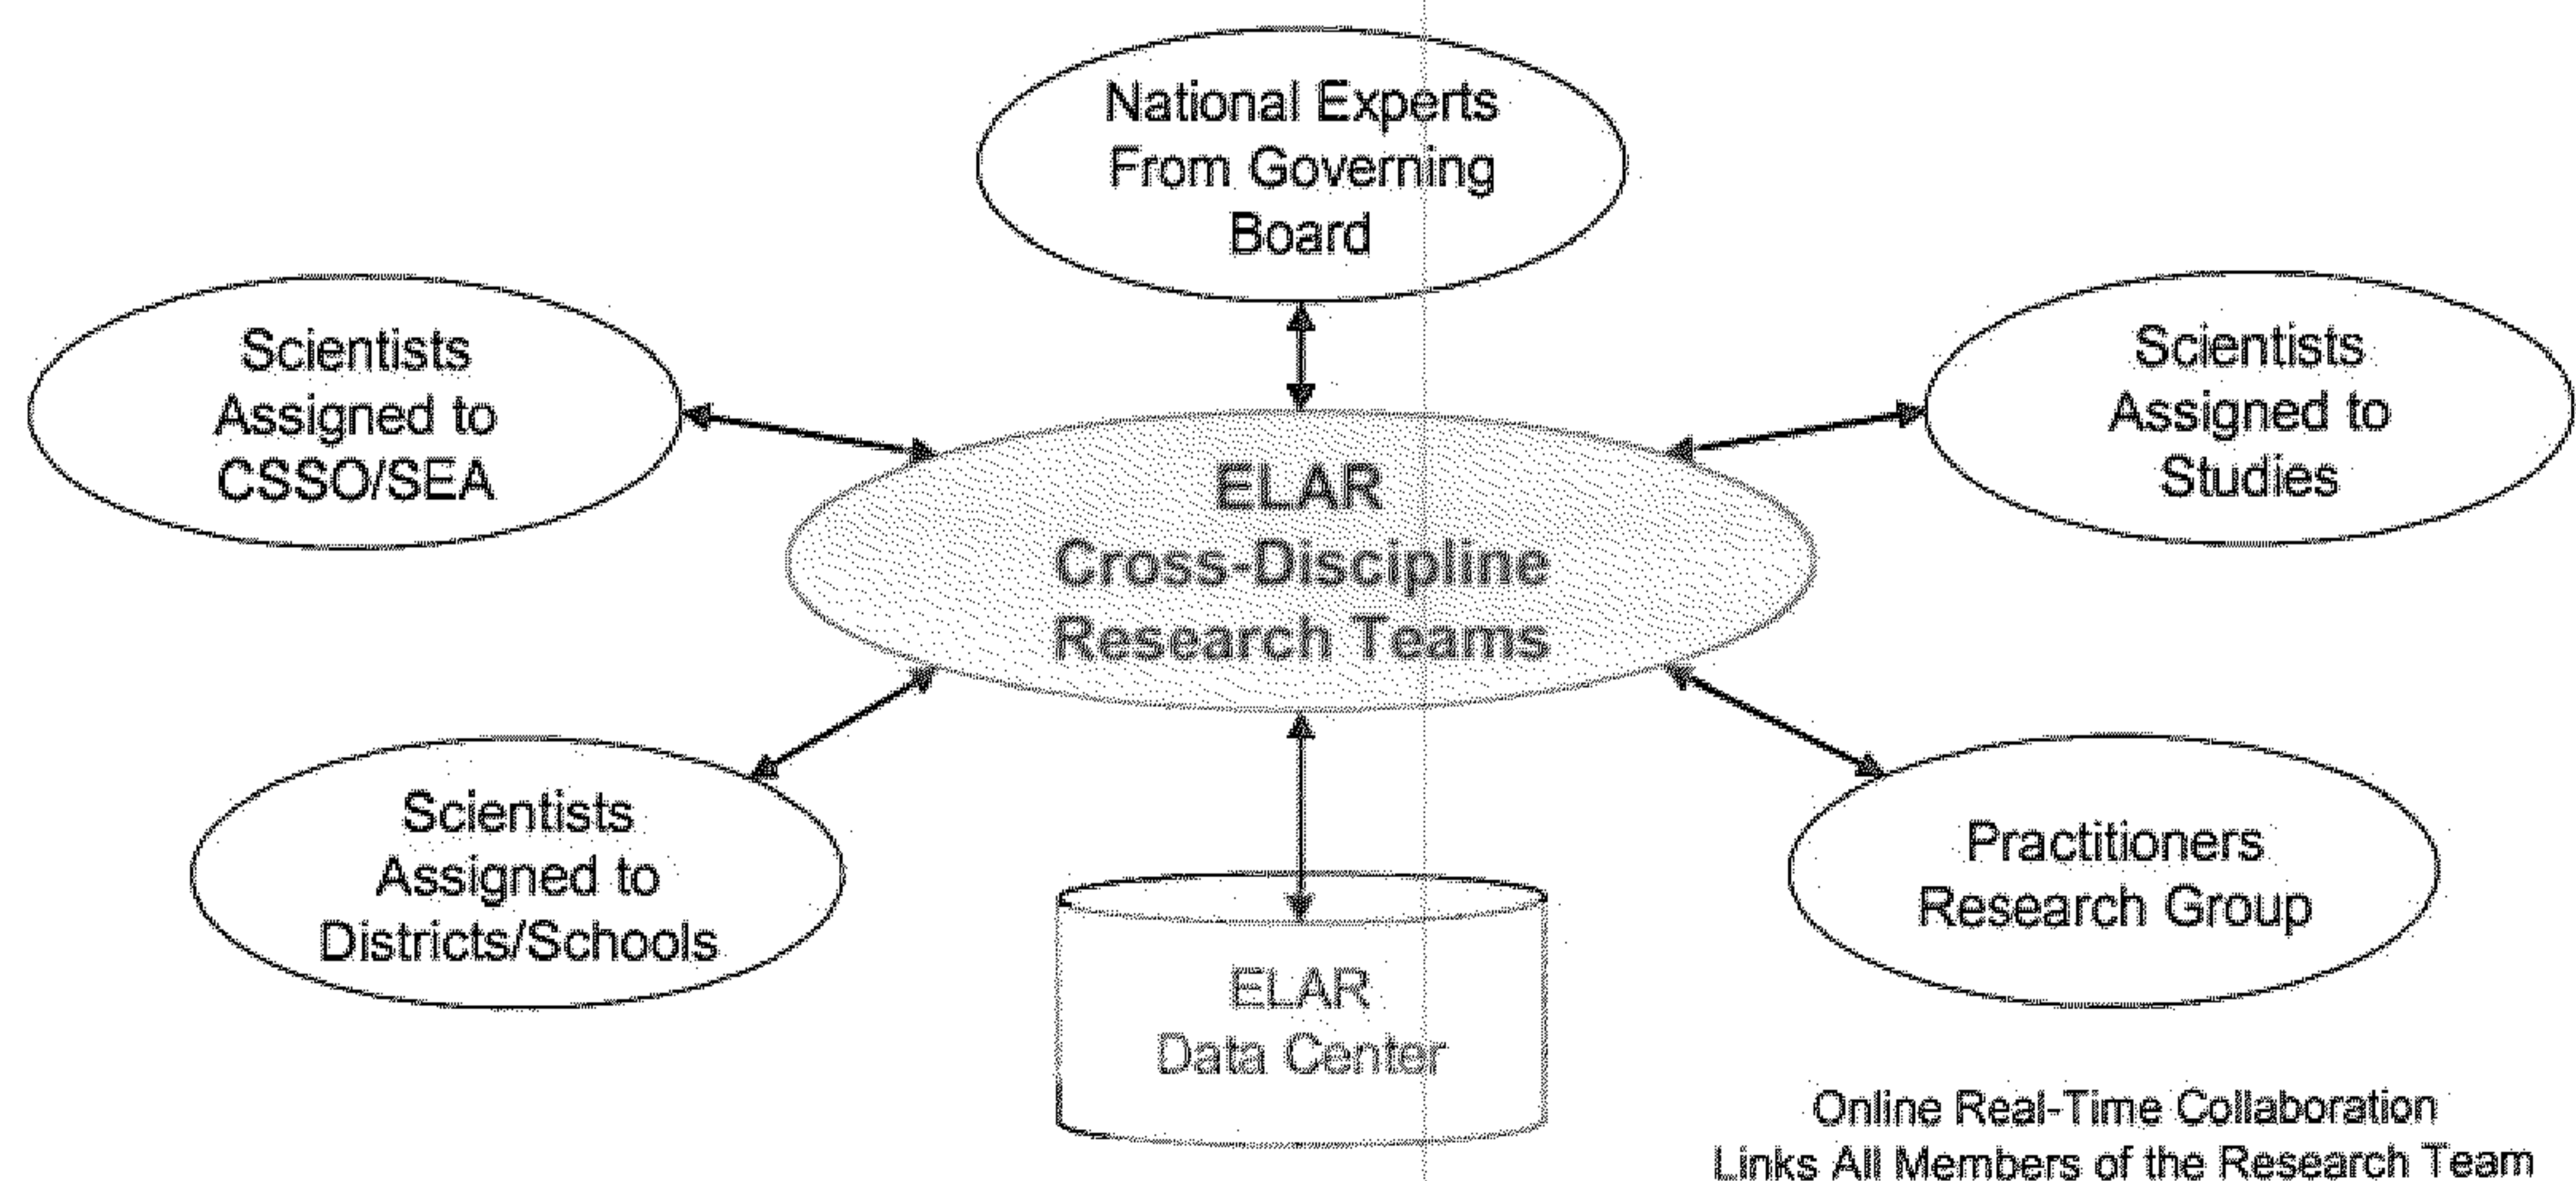 National Experts
From Governing
Board
Scientists
Assigned to
CSSO/SEA
Scientists
Assigned to
Studies
ELAR
Cross-Discipline
Research Teams
Scientists
Assigned to
Districts/Schools
Practitioners
Research Group
ELAR
Data Center
Online Real-Time Collaboration
Links All Members of the Research Team